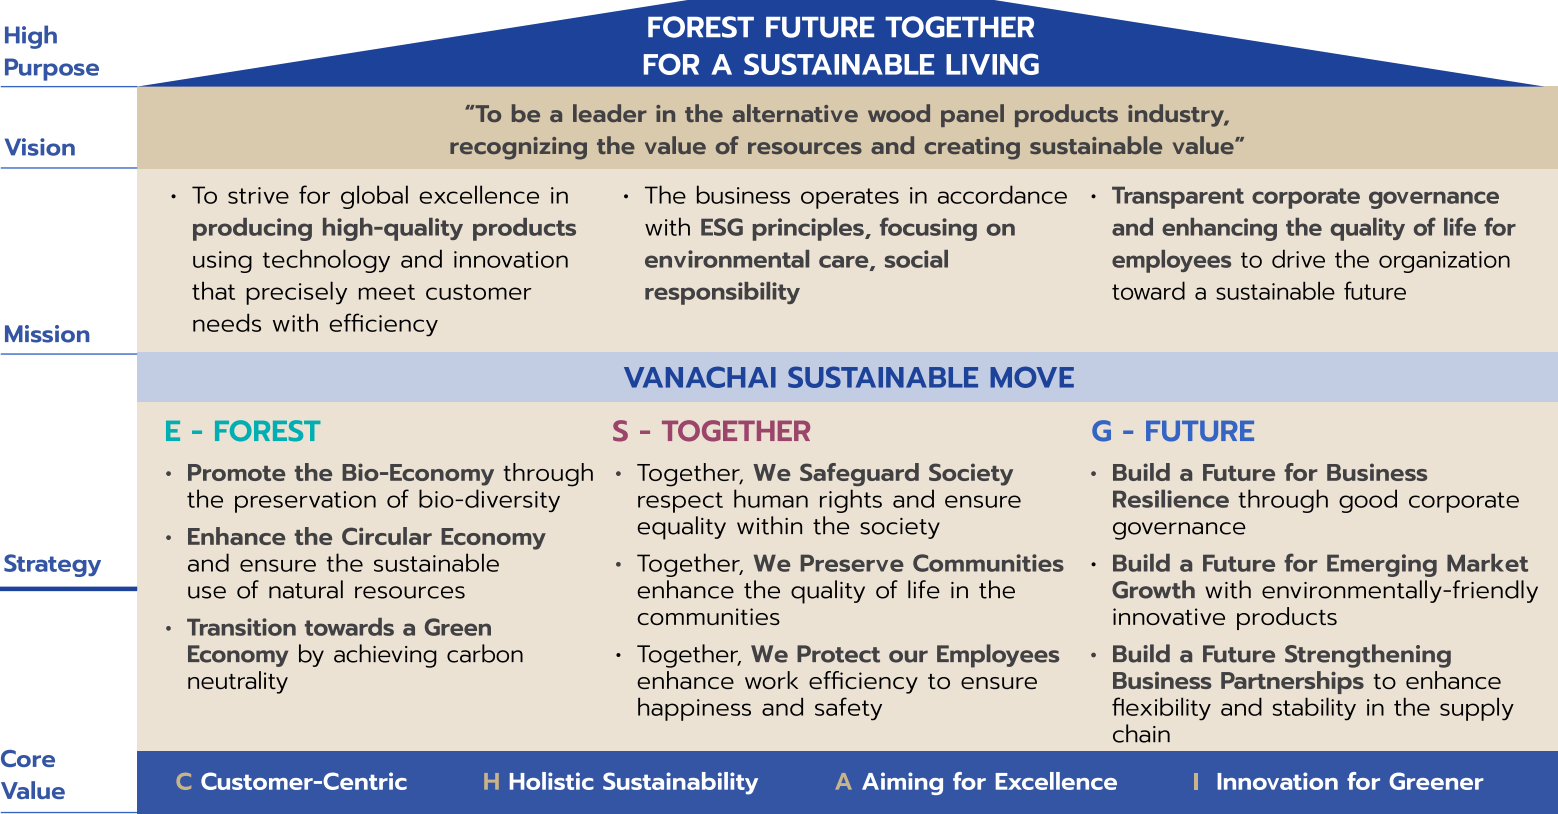 High
Purpose
FOREST FUTURE TOGETHER
FOR A SUSTAINABLE LIVING
Vision
“To be a leader in the alternative wood panel products industry,
recognizing the value of resources and creating sustainable value”
Mission
• To strive for global excellence in
producing high-quality products
using technology and innovation
that precisely meet customer
needs with efficiency
• The business operates in accordance
with ESG principles, focusing on
environmental care, social
responsibility
• Transparent corporate governance
and enhancing the quality of life for
employees to drive the organization
toward a sustainable future
VANACHAI SUSTAINABLE MOVE
Strategy
E - FOREST
• Promote the Bio-Economy through
the preservation of bio-diversity
• Enhance the Circular Economy
and ensure the sustainable
use of natural resources
• Transition towards a Green
Economy by achieving carbon
neutrality
S - TOGETHER
• Together, We Safeguard Society
respect human rights and ensure
equality within the society
• Together, We Preserve Communities
enhance the quality of life in the
communities
• Together, We Protect our Employees
enhance work efficiency to ensure
happiness and safety
G - FUTURE
• Build a Future for Business
Resilience through good corporate
governance
• Build a Future for Emerging Market
Growth with environmentally-friendly
innovative products
• Build a Future Strengthening
Business Partnerships to enhance
flexibility and stability in the supply
chain
Core
Value
C Customer-Centric
H Holistic Sustainability
A Aiming for Excellence
I Innovation for Greener